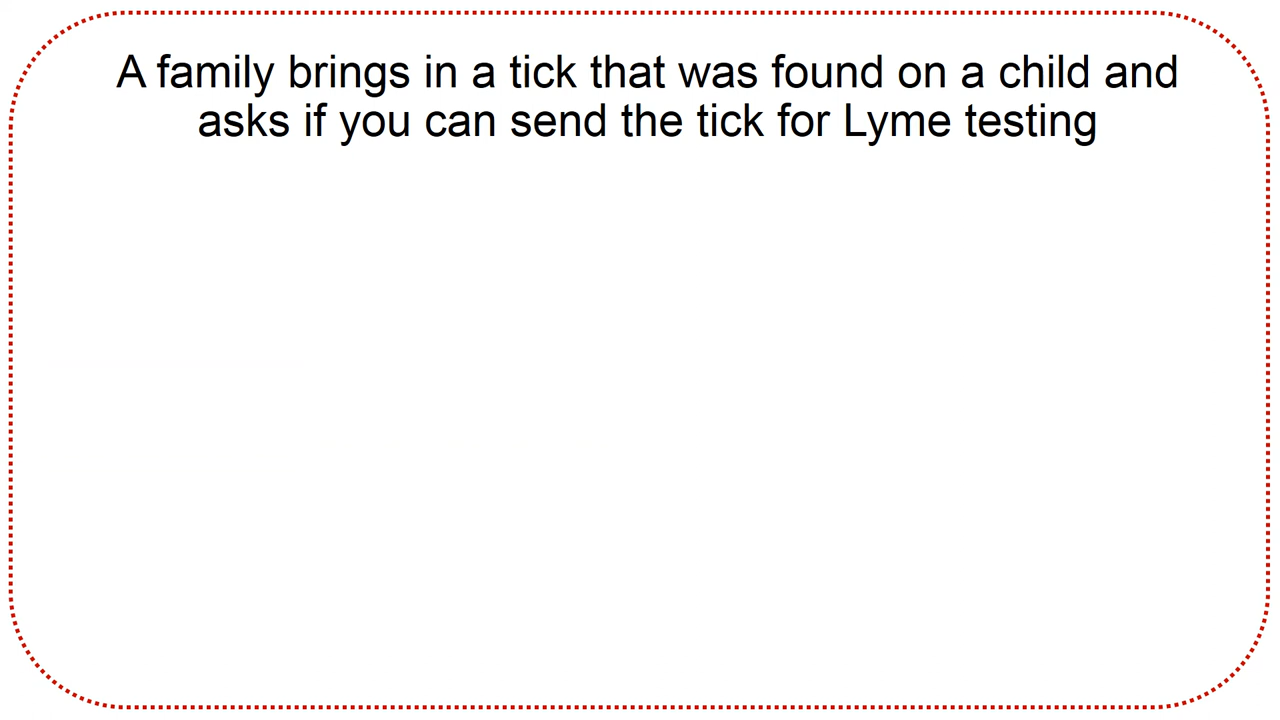 A family brings in a tick that was found on a child and
asks if you can send the tick for Lyme testing